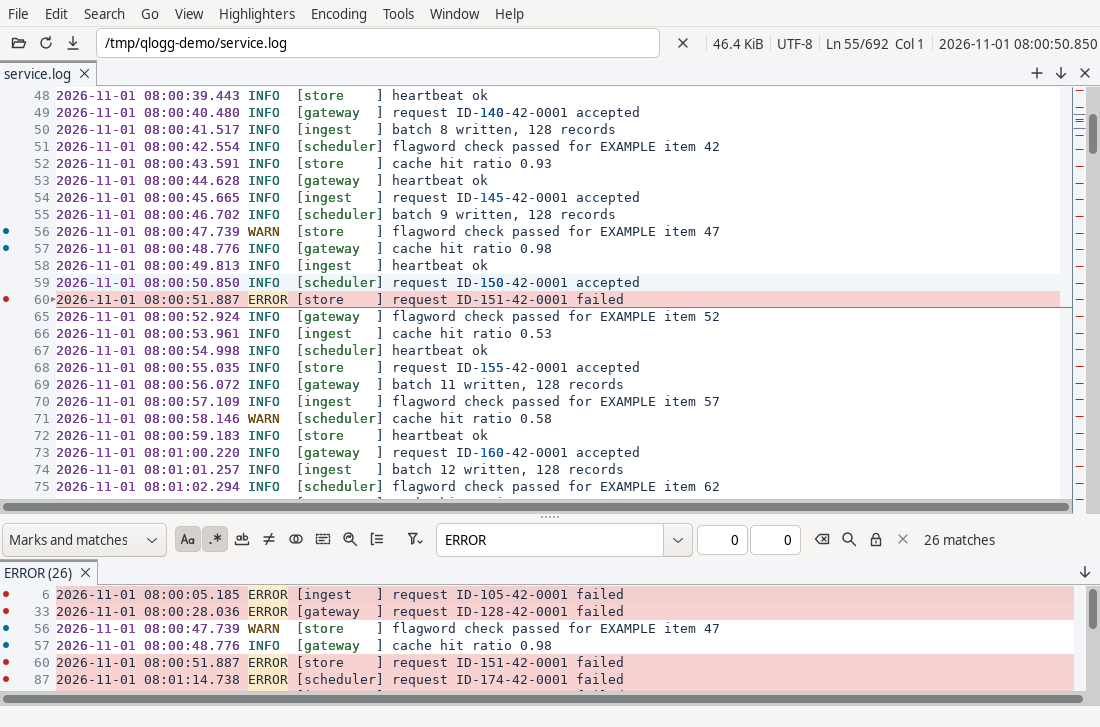 File Edit Search Go View Highlighters Encoding Tools Window Help
/tmp/qlogg-demo/service.log 46.4 KiB UTF-8 Ln 55/692 Col 1 2026-11-01 08:00:50.850
service.log
48 2026-11-01 08:00:39.443 INFO [store ] heartbeat ok
49 2026-11-01 08:00:40.480 INFO [gateway ] request ID-140-42-0001 accepted
50 2026-11-01 08:00:41.517 INFO [ingest ] batch 8 written, 128 records
51 2026-11-01 08:00:42.554 INFO [scheduler] flagword check passed for EXAMPLE item 42
52 2026-11-01 08:00:43.591 INFO [store ] cache hit ratio 0.93
53 2026-11-01 08:00:44.628 INFO [gateway ] heartbeat ok
54 2026-11-01 08:00:45.665 INFO [ingest ] request ID-145-42-0001 accepted
55 2026-11-01 08:00:46.702 INFO [scheduler] batch 9 written, 128 records
56 2026-11-01 08:00:47.739 WARN [store ] flagword check passed for EXAMPLE item 47
57 2026-11-01 08:00:48.776 INFO [gateway ] cache hit ratio 0.98
58 2026-11-01 08:00:49.813 INFO [ingest ] heartbeat ok
59 2026-11-01 08:00:50.850 INFO [scheduler] request ID-150-42-0001 accepted
60 2026-11-01 08:00:51.887 ERROR [store ] request ID-151-42-0001 failed
65 2026-11-01 08:00:52.924 INFO [gateway ] flagword check passed for EXAMPLE item 52
66 2026-11-01 08:00:53.961 INFO [ingest ] cache hit ratio 0.53
67 2026-11-01 08:00:54.998 INFO [scheduler] heartbeat ok
68 2026-11-01 08:00:55.035 INFO [store ] request ID-155-42-0001 accepted
69 2026-11-01 08:00:56.072 INFO [gateway ] batch 11 written, 128 records
70 2026-11-01 08:00:57.109 INFO [ingest ] flagword check passed for EXAMPLE item 57
71 2026-11-01 08:00:58.146 WARN [scheduler] cache hit ratio 0.58
72 2026-11-01 08:00:59.183 INFO [store ] heartbeat ok
73 2026-11-01 08:01:00.220 INFO [gateway ] request ID-160-42-0001 accepted
74 2026-11-01 08:01:01.257 INFO [ingest ] batch 12 written, 128 records
75 2026-11-01 08:01:02.294 INFO [scheduler] flagword check passed for EXAMPLE item 62
Marks and matches Aa .* ab ERROR 0 0 26 matches
ERROR (26)
6 2026-11-01 08:00:05.185 ERROR [ingest ] request ID-105-42-0001 failed
33 2026-11-01 08:00:28.036 ERROR [gateway ] request ID-128-42-0001 failed
56 2026-11-01 08:00:47.739 WARN [store ] flagword check passed for EXAMPLE item 47
57 2026-11-01 08:00:48.776 INFO [gateway ] cache hit ratio 0.98
60 2026-11-01 08:00:51.887 ERROR [store ] request ID-151-42-0001 failed
87 2026-11-01 08:01:14.738 ERROR [scheduler] request ID-174-42-0001 failed